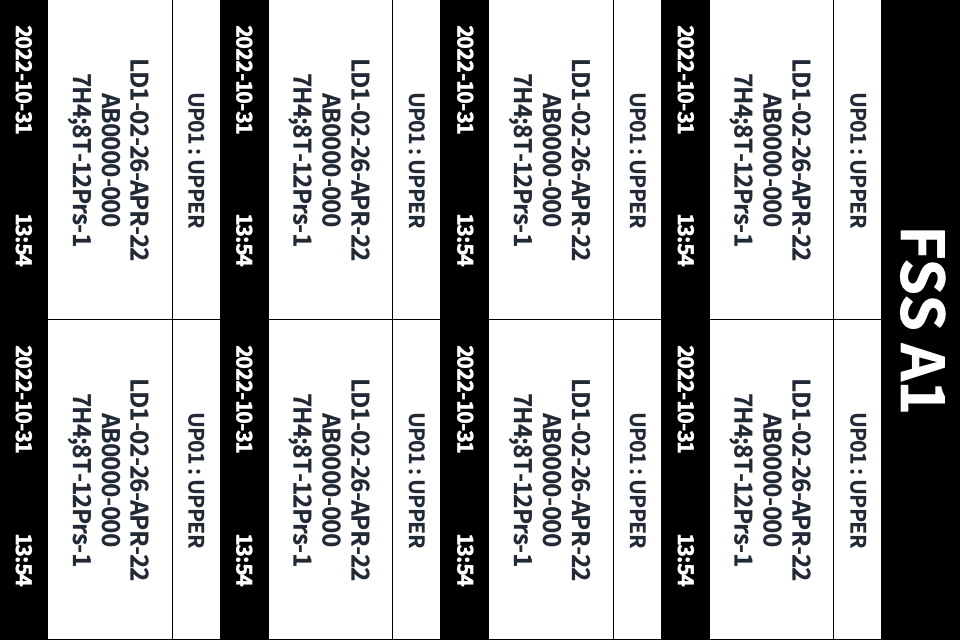 FSS A1
UP01 : UPPER
LD1-02-26-APR-22
AB0000-000
7H4;8T-12Prs-1
2022-10-31 13:54
UP01 : UPPER
LD1-02-26-APR-22
AB0000-000
7H4;8T-12Prs-1
2022-10-31 13:54
UP01 : UPPER
LD1-02-26-APR-22
AB0000-000
7H4;8T-12Prs-1
2022-10-31 13:54
UP01 : UPPER
LD1-02-26-APR-22
AB0000-000
7H4;8T-12Prs-1
2022-10-31 13:54
UP01 : UPPER
LD1-02-26-APR-22
AB0000-000
7H4;8T-12Prs-1
2022-10-31 13:54
UP01 : UPPER
LD1-02-26-APR-22
AB0000-000
7H4;8T-12Prs-1
2022-10-31 13:54
UP01 : UPPER
LD1-02-26-APR-22
AB0000-000
7H4;8T-12Prs-1
2022-10-31 13:54
UP01 : UPPER
LD1-02-26-APR-22
AB0000-000
7H4;8T-12Prs-1
2022-10-31 13:54